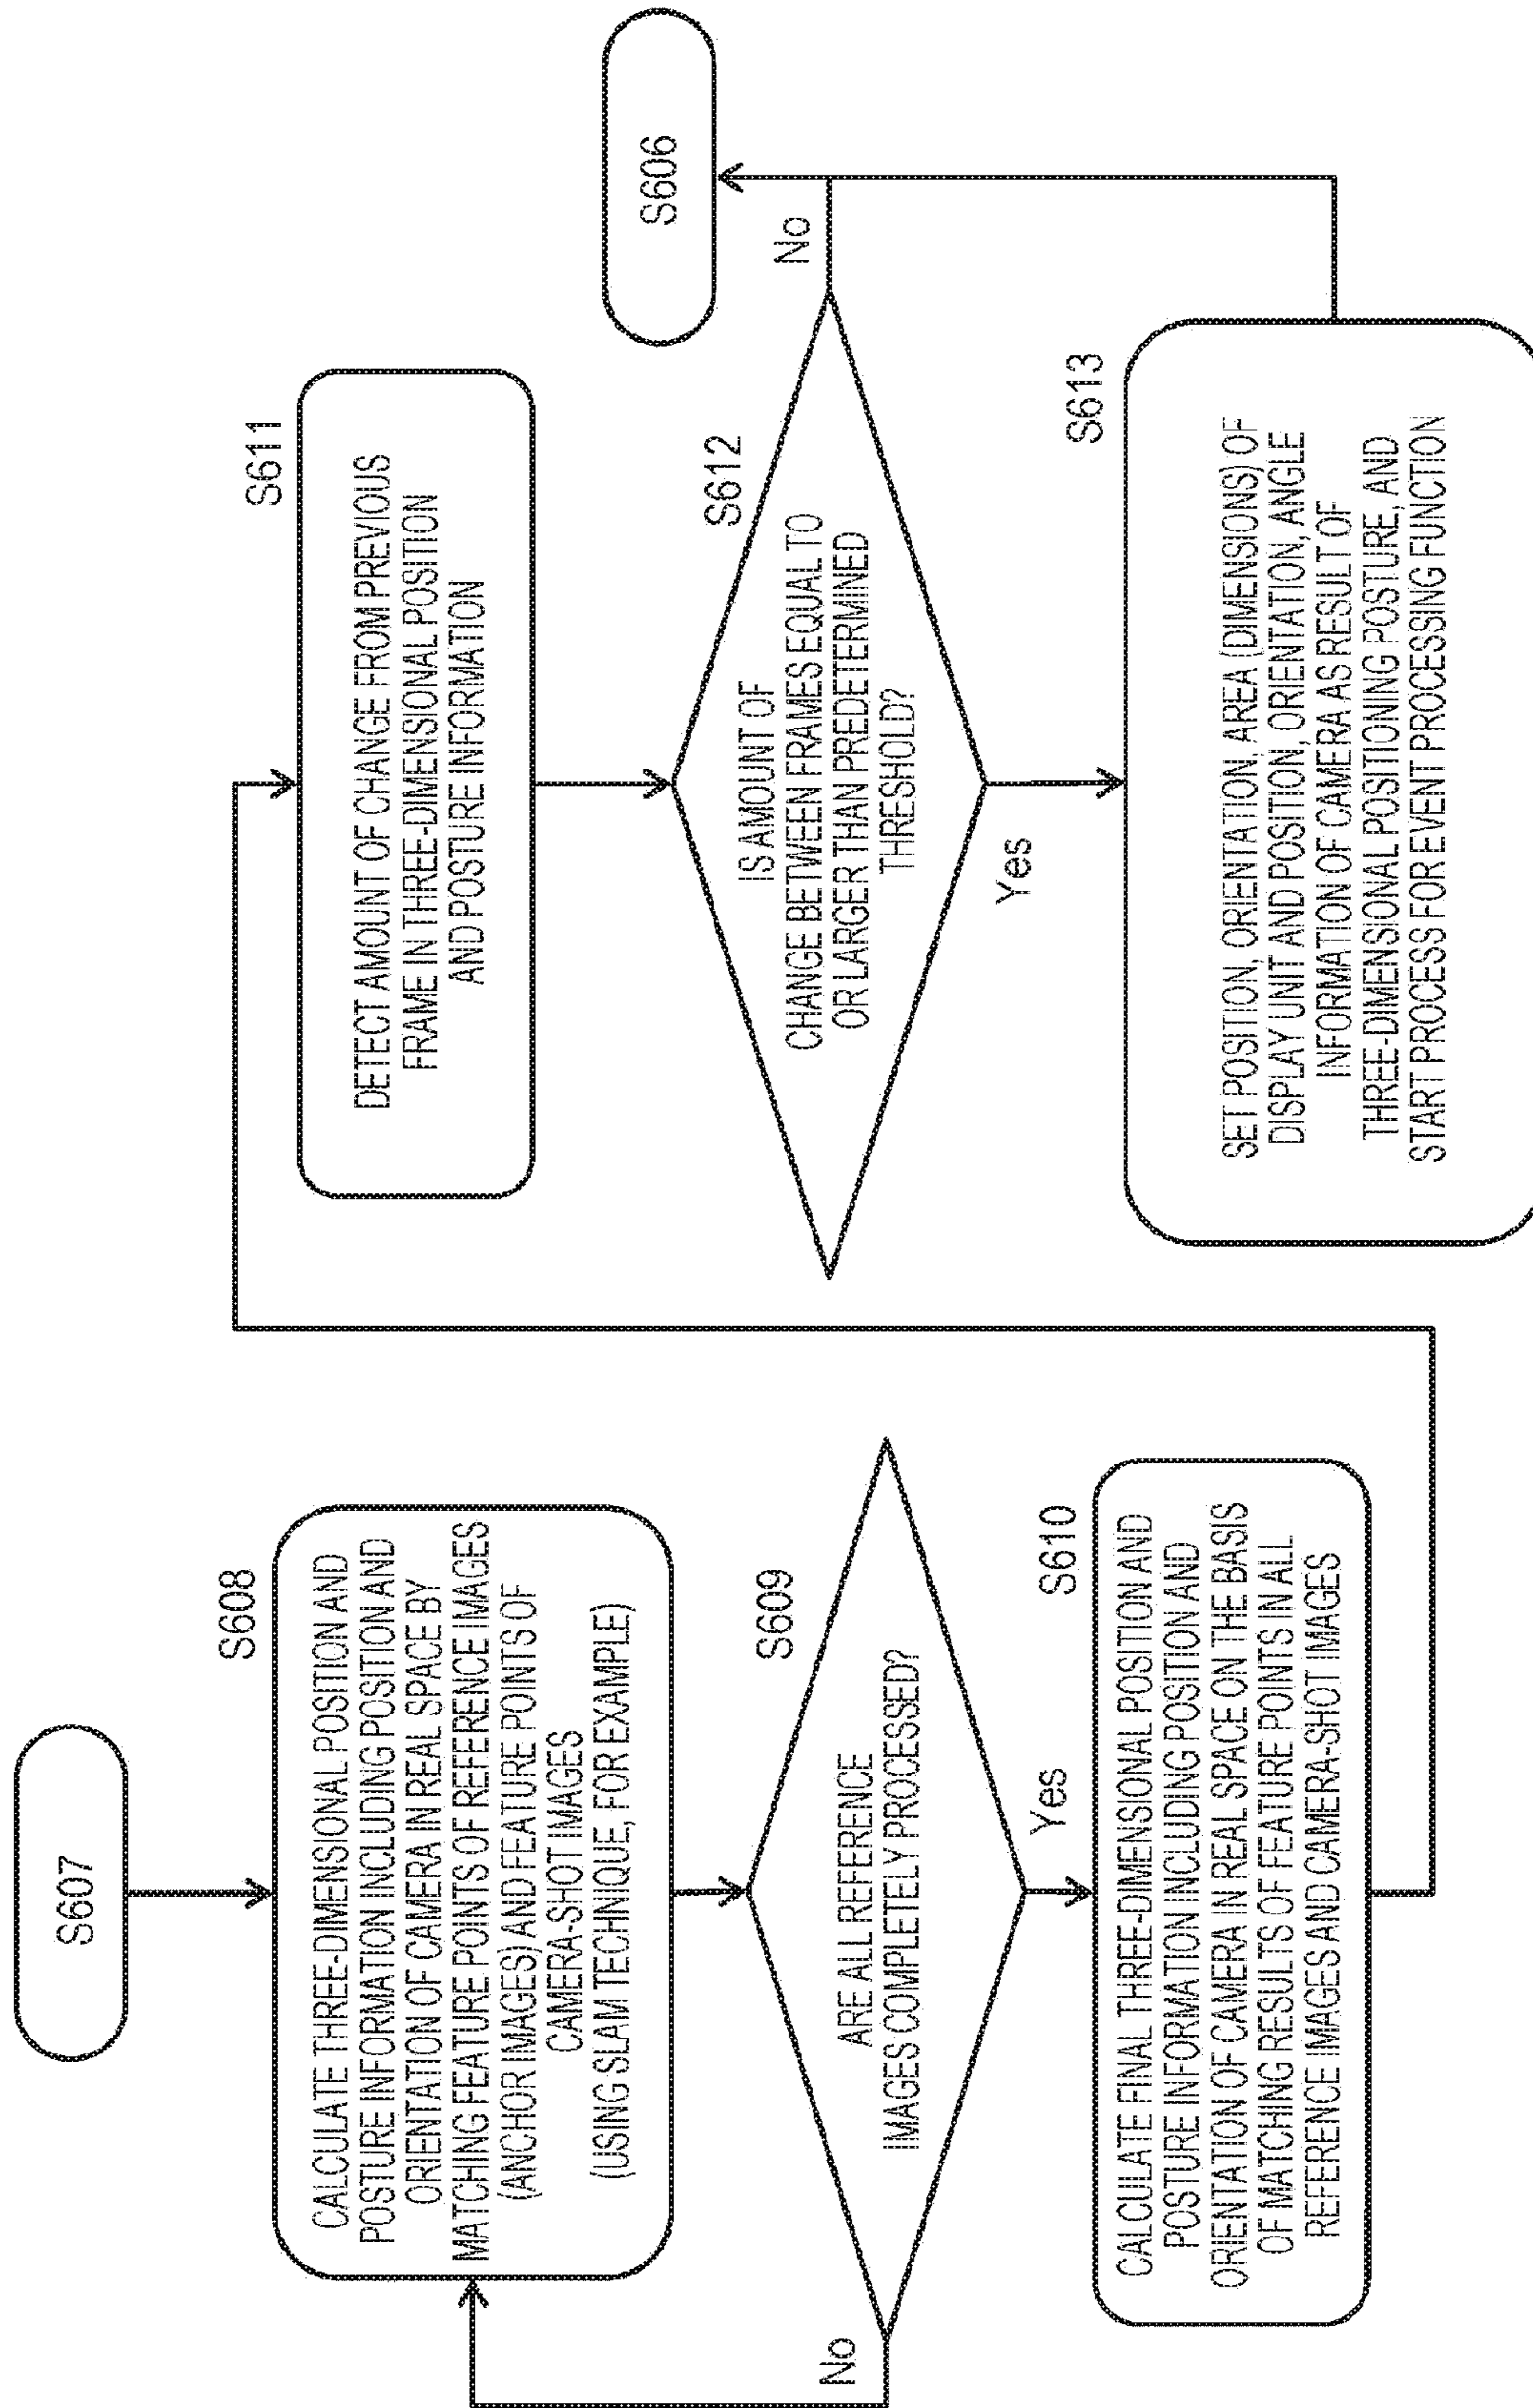 S607
S608
CALCULATE THREE-DIMENSIONAL POSITION AND
POSTURE INFORMATION INCLUDING POSITION AND
ORIENTATION OF CAMERA IN REAL SPACE BY
MATCHING FEATURE POINTS OF REFERENCE IMAGES
(ANCHOR IMAGES) AND FEATURE POINTS OF
CAMERA-SHOT IMAGES
(USING SLAM TECHNIQUE, FOR EXAMPLE)
S609
ARE ALL REFERENCE
IMAGES COMPLETELY PROCESSED?
No
Yes
S610
CALCULATE FINAL THREE-DIMENSIONAL POSITION AND
POSTURE INFORMATION INCLUDING POSITION AND
ORIENTATION OF CAMERA IN REAL SPACE ON THE BASIS
OF MATCHING RESULTS OF FEATURE POINTS IN ALL
REFERENCE IMAGES AND CAMERA-SHOT IMAGES
S611
DETECT AMOUNT OF CHANGE FROM PREVIOUS
FRAME IN THREE-DIMENSIONAL POSITION
AND POSTURE INFORMATION
S612
IS AMOUNT OF
CHANGE BETWEEN FRAMES EQUAL TO
OR LARGER THAN PREDETERMINED
THRESHOLD?
No
Yes
S606
S613
SET POSITION, ORIENTATION, AREA (DIMENSIONS) OF
DISPLAY UNIT AND POSITION, ORIENTATION, ANGLE
INFORMATION OF CAMERA AS RESULT OF
THREE-DIMENSIONAL POSITIONING POSTURE, AND
START PROCESS FOR EVENT PROCESSING FUNCTION